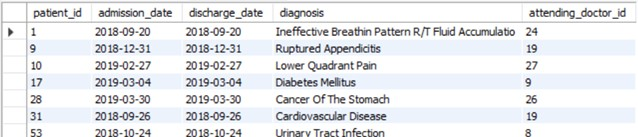 patient_id admission_date discharge_date diagnosis attending_doctor_id
1 2018-09-20 2018-09-20 Ineffective Breathin Pattern R/T Fluid Accumulatio 24
9 2018-12-31 2018-12-31 Ruptured Appendicitis 19
10 2019-02-27 2019-02-27 Lower Quadrant Pain 27
17 2019-03-04 2019-03-04 Diabetes Mellitus 9
28 2019-03-30 2019-03-30 Cancer Of The Stomach 26
31 2018-09-26 2018-09-26 Cardiovascular Disease 19
53 2018-10-24 2018-10-24 Urinary Tract Infection 8